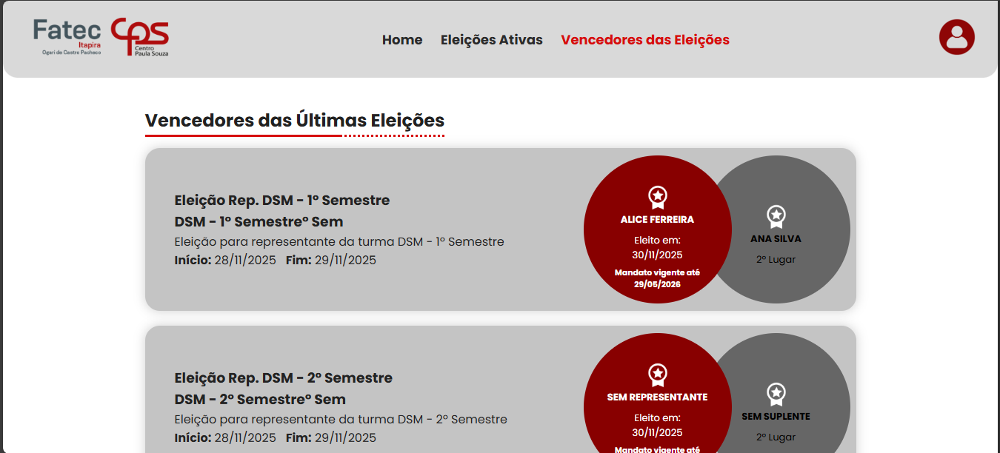 Fatec
Itapira
Ogari de Castro Pacheco
CPS
Centro
Paula Souza
Home
Eleições Ativas
Vencedores das Eleições
Vencedores das Últimas Eleições
Eleição Rep. DSM - 1º Semestre
DSM - 1º Semestreº Sem
Eleição para representante da turma DSM - 1º Semestre
Início: 28/11/2025 Fim: 29/11/2025
ALICE FERREIRA
Eleito em:
30/11/2025
Mandato vigente até
29/05/2026
ANA SILVA
2º Lugar
Eleição Rep. DSM - 2º Semestre
DSM - 2º Semestreº Sem
Eleição para representante da turma DSM - 2º Semestre
Início: 28/11/2025 Fim: 29/11/2025
SEM REPRESENTANTE
Eleito em:
30/11/2025
Mandato vigente até
SEM SUPLENTE
2º Lugar